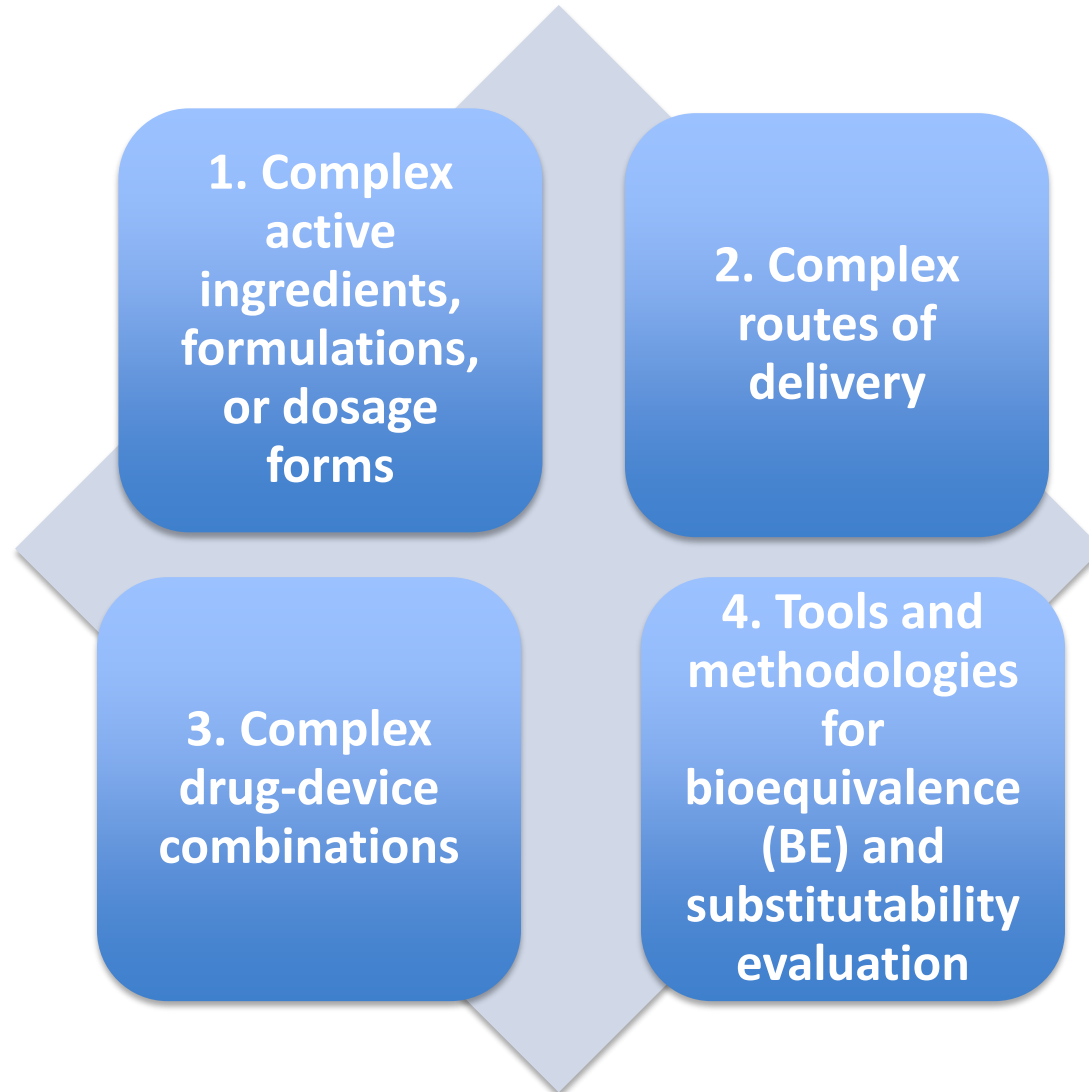 1. Complex
active
ingredients,
formulations,
or dosage
forms
2. Complex
routes of
delivery
3. Complex
drug-device
combinations
4. Tools and
methodologies
for
bioequivalence
(BE) and
substitutability
evaluation